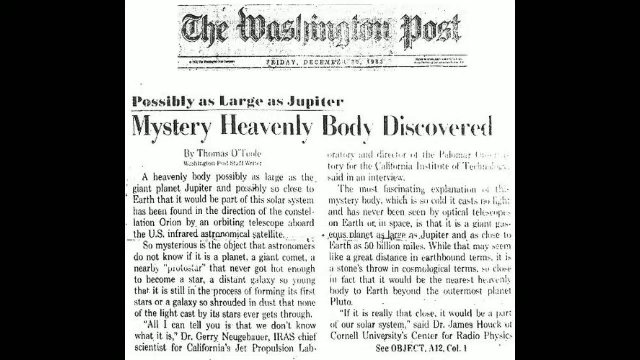 The Washington Post
FRIDAY, DECEMBER 30, 1983
Possibly as Large as Jupiter
Mystery Heavenly Body Discovered
By Thomas O'Toole
Washington Post Staff Writer
A heavenly body possibly as large as the
giant planet Jupiter and possibly so close to
Earth that it would be part of this solar system
has been found in the direction of the constel-
lation Orion by an orbiting telescope aboard
the U.S. infrared astronomical satellite.
So mysterious is the object that astronomers
do not know if it is a planet, a giant comet, a
nearby "protostar" that never got hot enough
to become a star, a distant galaxy so young
that it is still in the process of forming its first
stars or a galaxy so shrouded in dust that none
of the light cast by its stars ever gets through.
"All I can tell you is that we don't know
what it is," Dr. Gerry Neugebauer, IRAS chief
scientist for California's Jet Propulsion Lab-
oratory and director of the Palomar Observa-
tory for the California Institute of Technology,
said in an interview.
The most fascinating explanation of this
mystery body, which is so cold it casts no light
and has never been seen by optical telescopes
on Earth or in space, is that it is a giant gas-
eous planet as large as Jupiter and as close to
Earth as 50 billion miles. While that may seem
like a great distance in earthbound terms, it is
a stone's throw in cosmological terms, so close
in fact that it would be the nearest heavenly
body to Earth beyond the outermost planet
Pluto.
"If it is really that close, it would be a part
of our solar system," said Dr. James Houck of
Cornell University's Center for Radio Physics
See OBJECT, A12, Col. 1